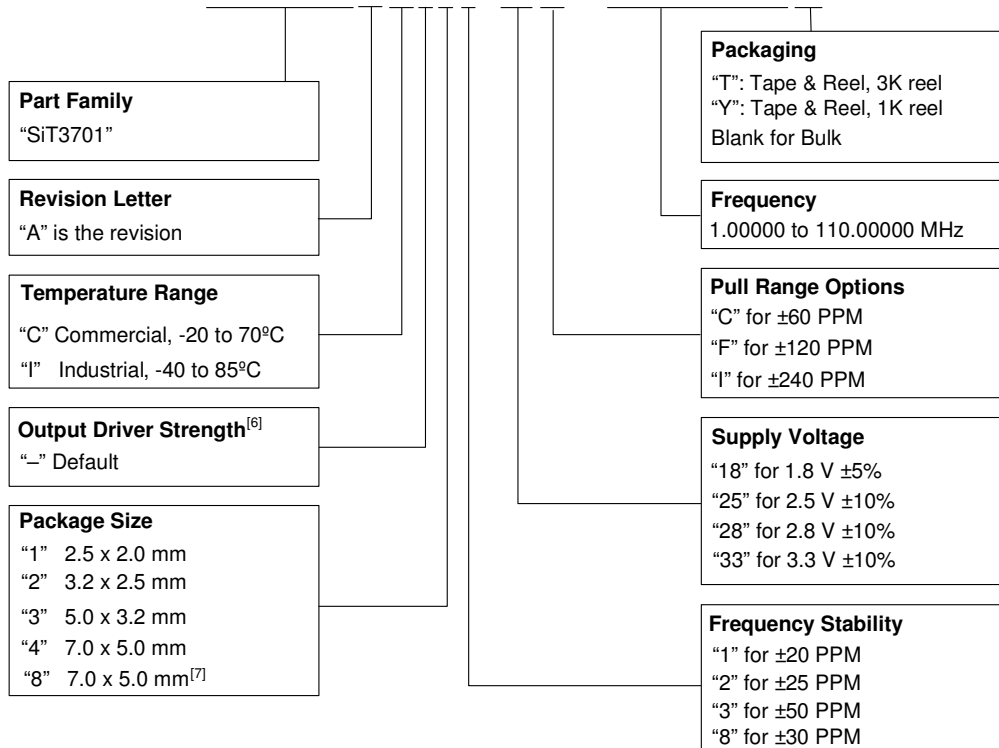 Part Family
“SiT3701”
Revision Letter
“A” is the revision
Temperature Range
“C” Commercial, -20 to 70ºC
“I” Industrial, -40 to 85ºC
Output Driver Strength[6]
“–” Default
Package Size
“1” 2.5 x 2.0 mm
“2” 3.2 x 2.5 mm
“3” 5.0 x 3.2 mm
“4” 7.0 x 5.0 mm
“8” 7.0 x 5.0 mm[7]
Packaging
“T”: Tape & Reel, 3K reel
“Y”: Tape & Reel, 1K reel
Blank for Bulk
Frequency
1.00000 to 110.00000 MHz
Pull Range Options
“C” for ±60 PPM
“F” for ±120 PPM
“I” for ±240 PPM
Supply Voltage
“18” for 1.8 V ±5%
“25” for 2.5 V ±10%
“28” for 2.8 V ±10%
“33” for 3.3 V ±10%
Frequency Stability
“1” for ±20 PPM
“2” for ±25 PPM
“3” for ±50 PPM
“8” for ±30 PPM